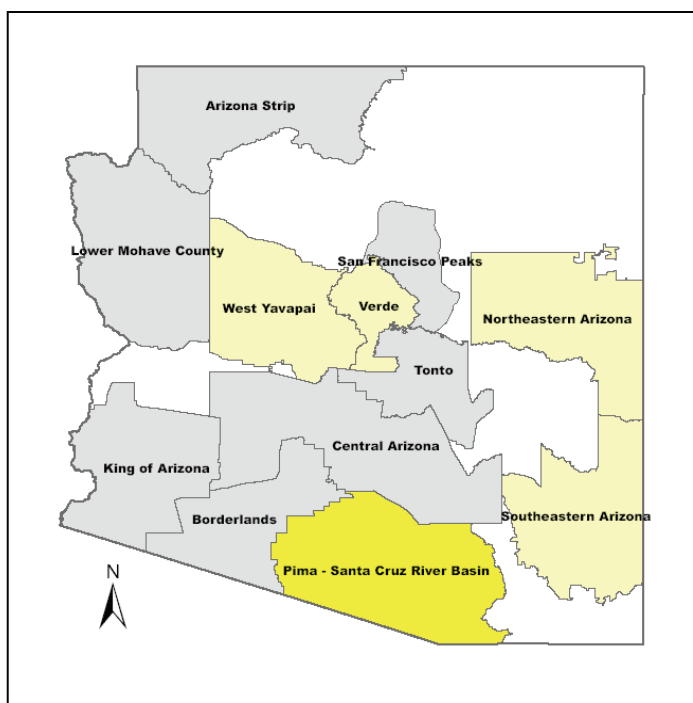 Arizona Strip
Lower Mohave County
San Francisco Peaks
West Yavapai
Verde
Northeastern Arizona
Tonto
Central Arizona
King of Arizona
Borderlands
Southeastern Arizona
Pima - Santa Cruz River Basin
N